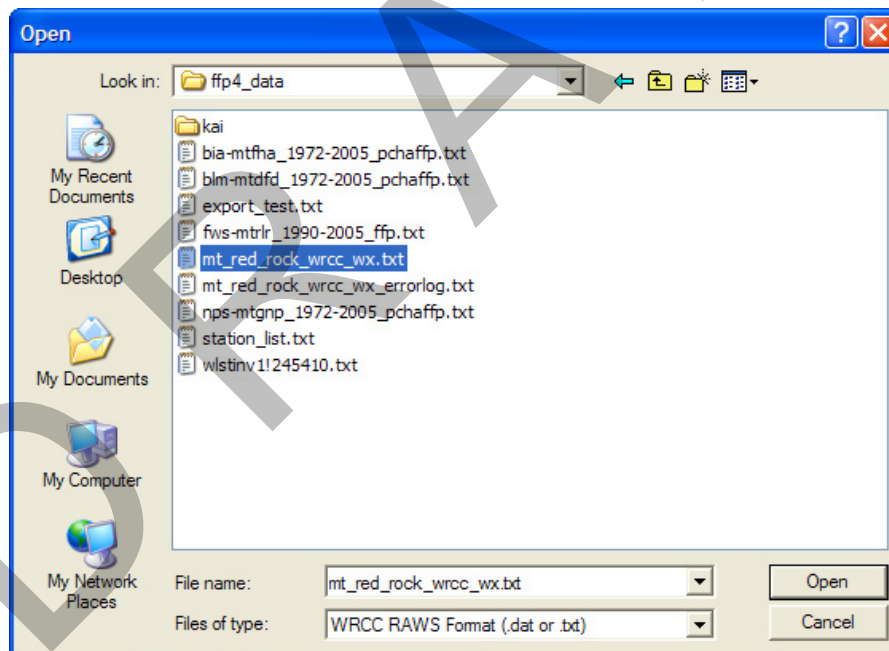 Open
Look in: ffp4_data
kai
bia-mtfha_1972-2005_pchaffp.txt
blm-mtdfd_1972-2005_pchaffp.txt
export_test.txt
fws-mtrlr_1990-2005_ffp.txt
mt_red_rock_wrcc_wx.txt
mt_red_rock_wrcc_wx_errorlog.txt
nps-mtgnp_1972-2005_pchaffp.txt
station_list.txt
wlstinv1!245410.txt
My Recent
Documents
Desktop
My Documents
My Computer
My Network
Places
File name: mt_red_rock_wrcc_wx.txt Open
Files of type: WRCC RAWS Format (.dat or .txt) Cancel
DRA